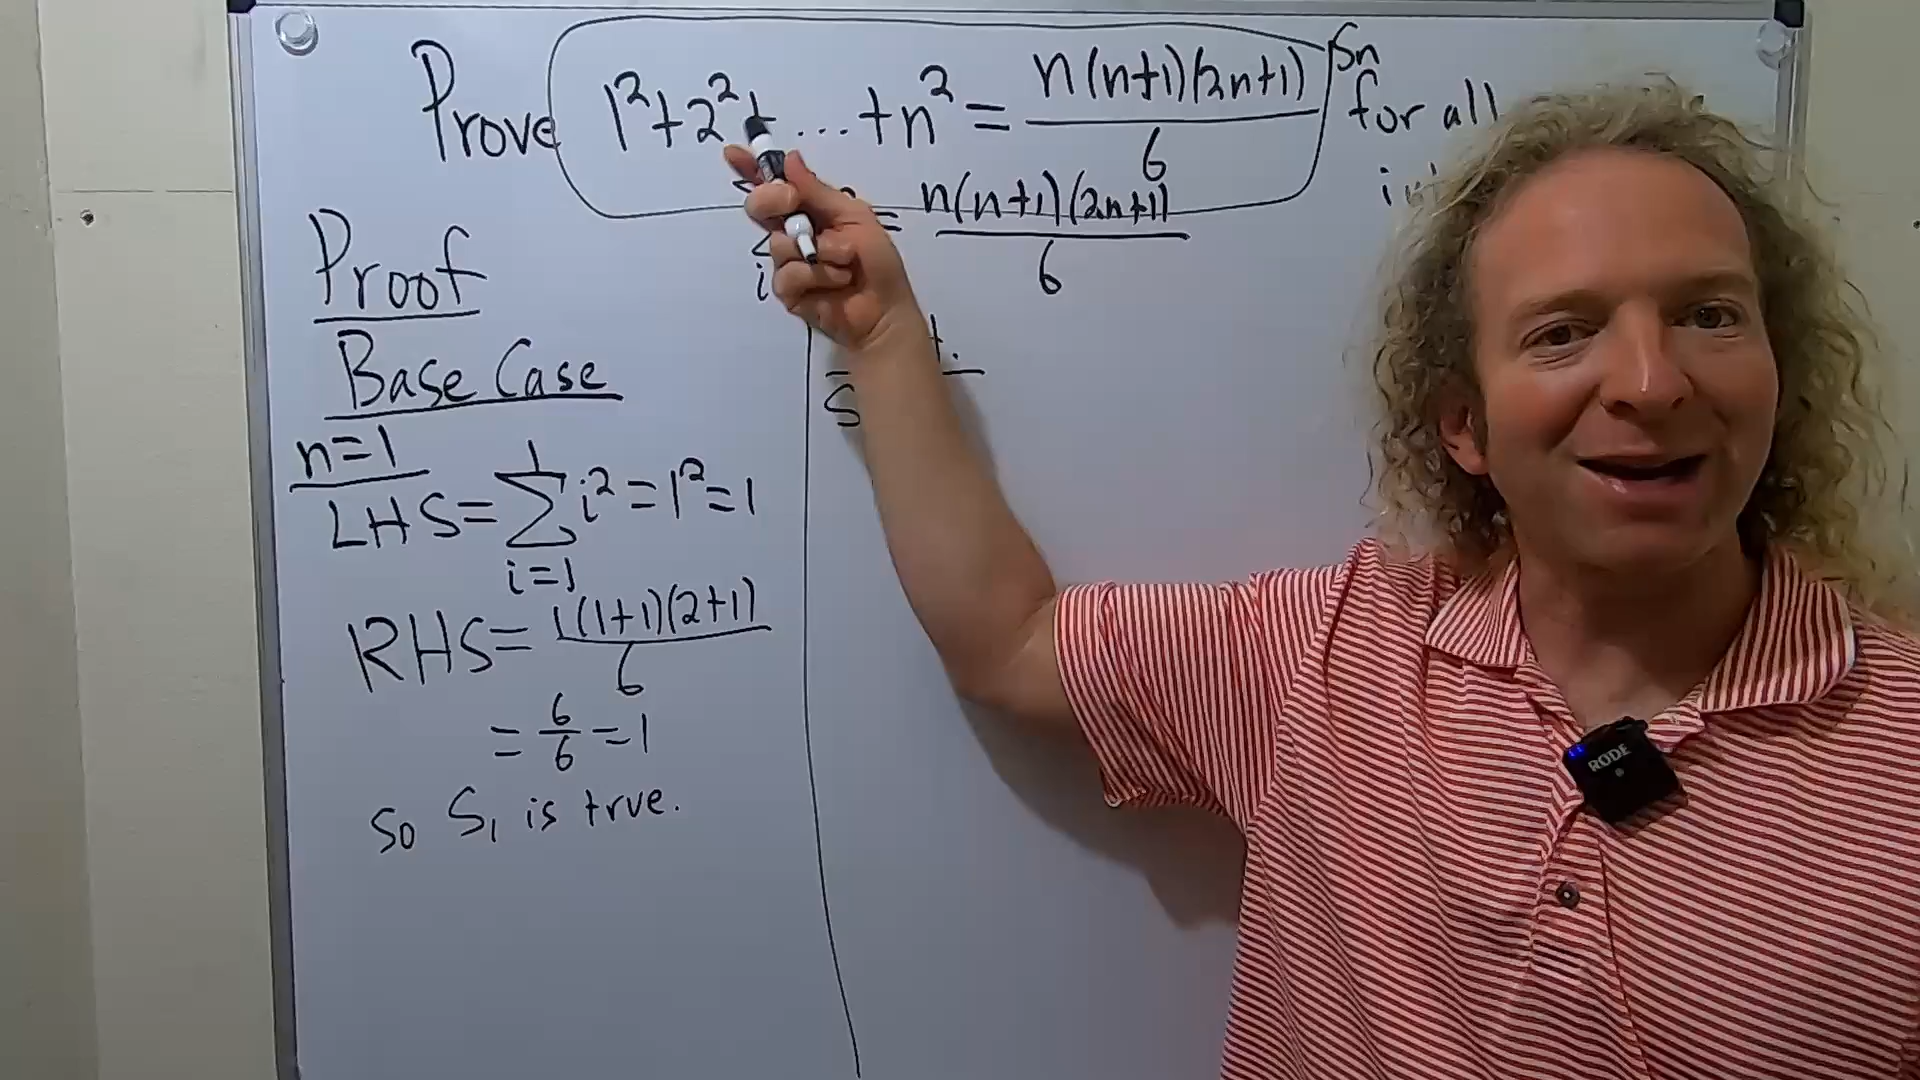 Prove 1²+2²+...+n² = n(n+1)(2n+1)/6 Sn for all
= n(n+1)(2n+1)/6
i
Proof
Base Case
n=1
LHS = \sum_{i=1}^{1} i² = 1² = 1
RHS = 1(1+1)(2+1)/6
= 6/6 = 1
So S₁ is true.
S
RODE